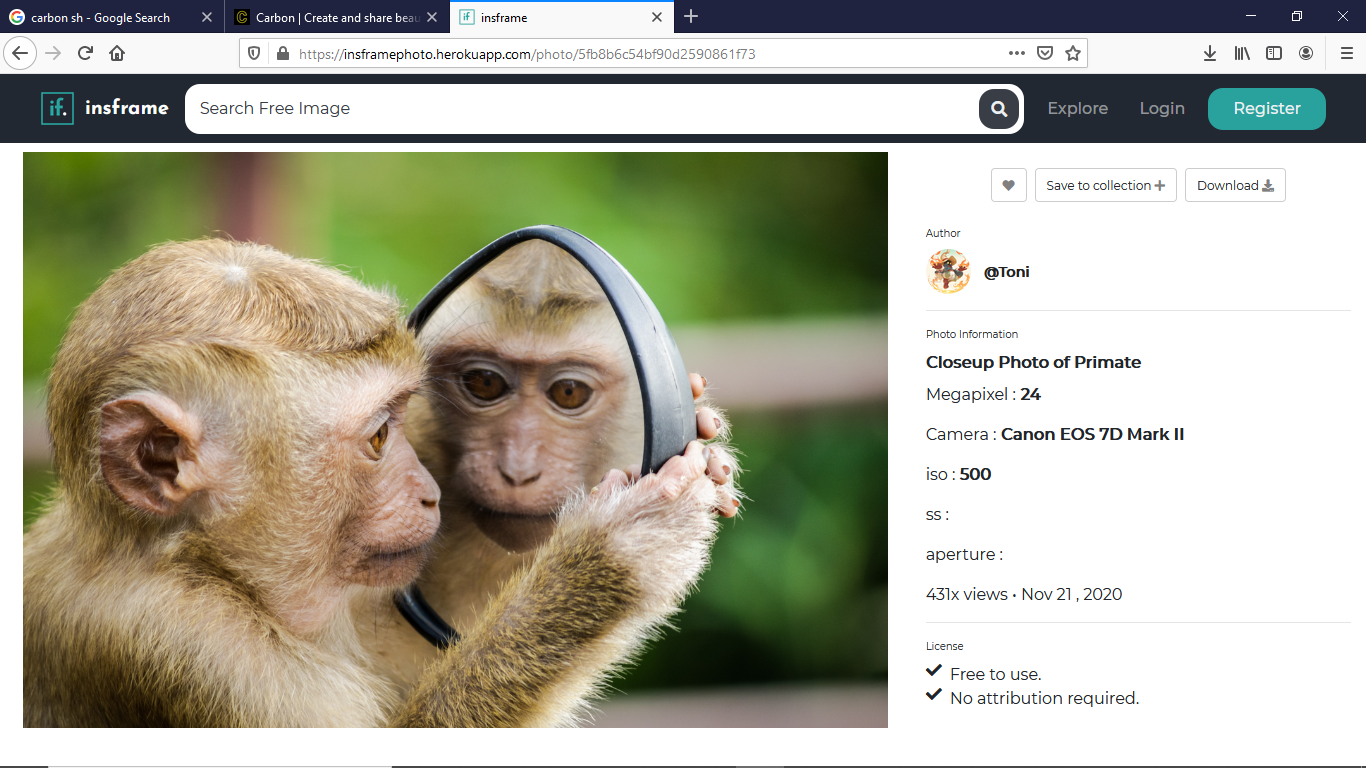 carbon sh - Google Search
Carbon | Create and share beau
insframe
https://insframephoto.herokuapp.com/photo/5fb8b6c54bf90d2590861f73
if. insframe
Search Free Image
Explore
Login
Register
Save to collection
Download
Author
@Toni
Photo Information
Closeup Photo of Primate
Megapixel : 24
Camera : Canon EOS 7D Mark II
iso : 500
ss :
aperture :
431x views • Nov 21 , 2020
License
Free to use.
No attribution required.